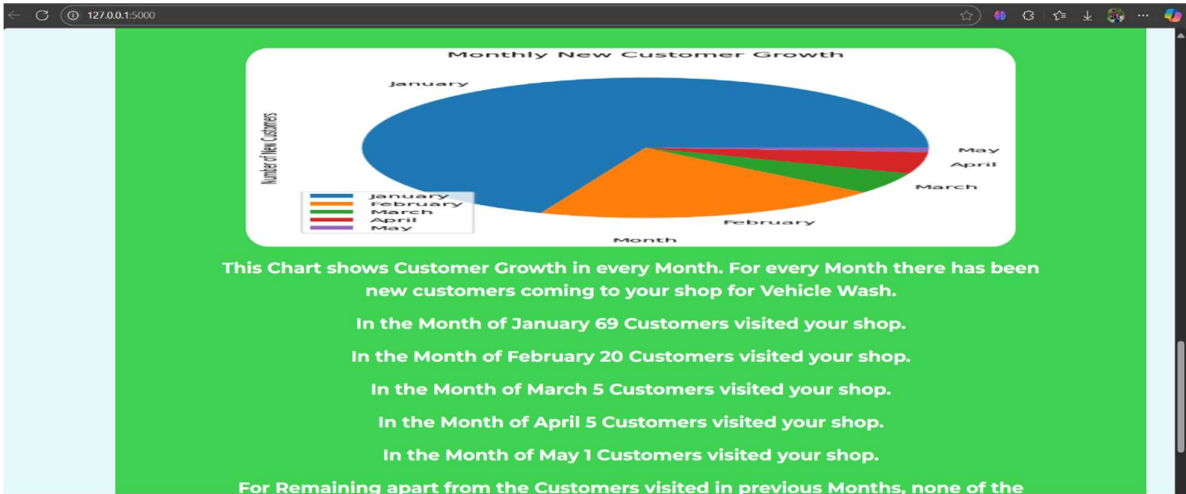 127.0.0.1:5000
Monthly New Customer Growth
January
Number of New Customers
May
April
March
January
February
March
April
May
February
Month
This Chart shows Customer Growth in every Month. For every Month there has been
new customers coming to your shop for Vehicle Wash.
In the Month of January 69 Customers visited your shop.
In the Month of February 20 Customers visited your shop.
In the Month of March 5 Customers visited your shop.
In the Month of April 5 Customers visited your shop.
In the Month of May 1 Customers visited your shop.
For Remaining apart from the Customers visited in previous Months, none of the